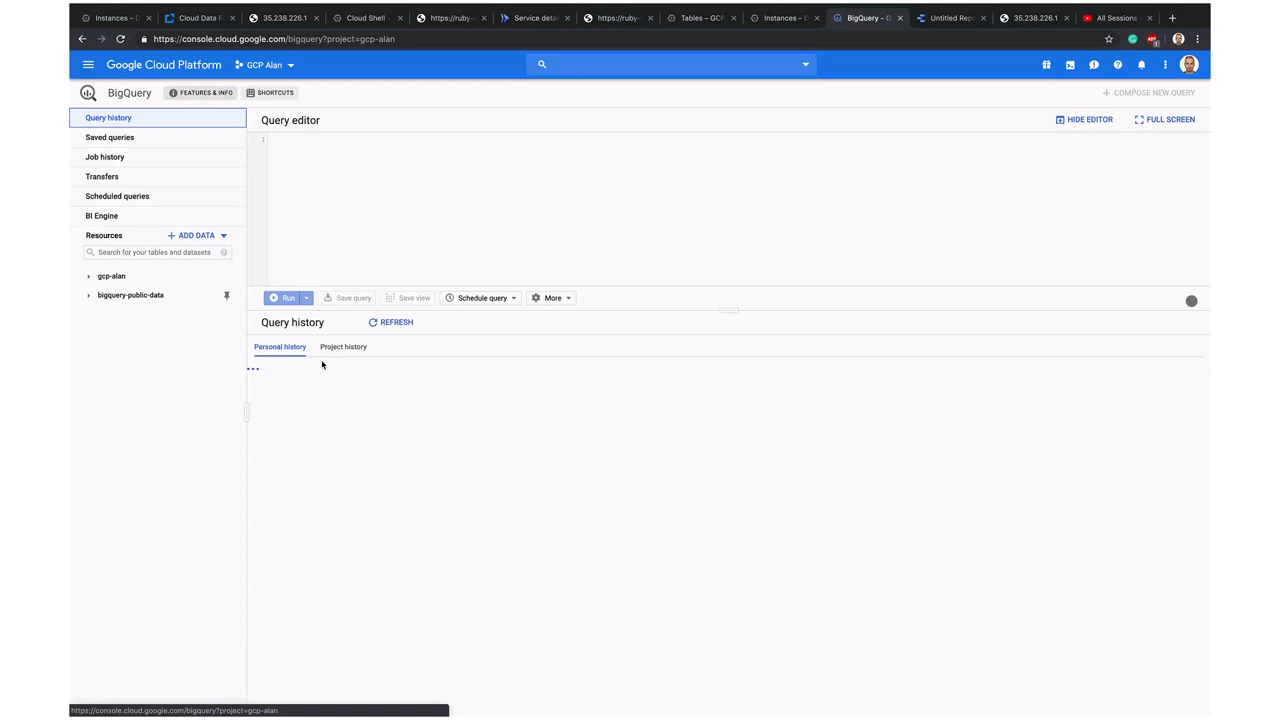 Instances – D
Cloud Data F
35.238.226.1
Cloud Shell -
https://ruby-
Service detai
https://ruby-
Tables – GCP
Instances – D
BigQuery – G
Untitled Repo
35.238.226.1
All Sessions
https://console.cloud.google.com/bigquery?project=gcp-alan
Google Cloud Platform
GCP Alan
BigQuery
FEATURES & INFO
SHORTCUTS
COMPOSE NEW QUERY
Query history
Query editor
HIDE EDITOR
FULL SCREEN
Saved queries
1
Job history
Transfers
Scheduled queries
BI Engine
Resources
ADD DATA
Search for your tables and datasets
gcp-alan
bigquery-public-data
Run
Save query
Save view
Schedule query
More
Query history
REFRESH
Personal history
Project history
https://console.cloud.google.com/bigquery?project=gcp-alan